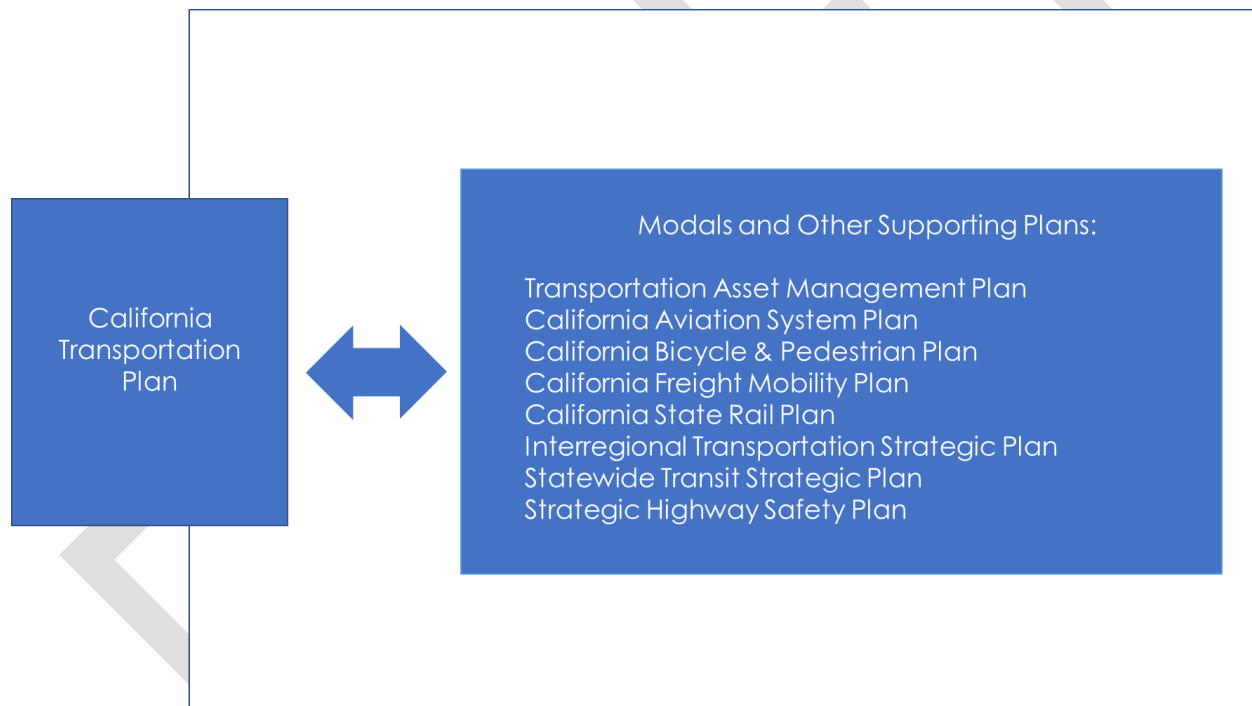 California
Transportation
Plan
Modals and Other Supporting Plans:
Transportation Asset Management Plan
California Aviation System Plan
California Bicycle & Pedestrian Plan
California Freight Mobility Plan
California State Rail Plan
Interregional Transportation Strategic Plan
Statewide Transit Strategic Plan
Strategic Highway Safety Plan